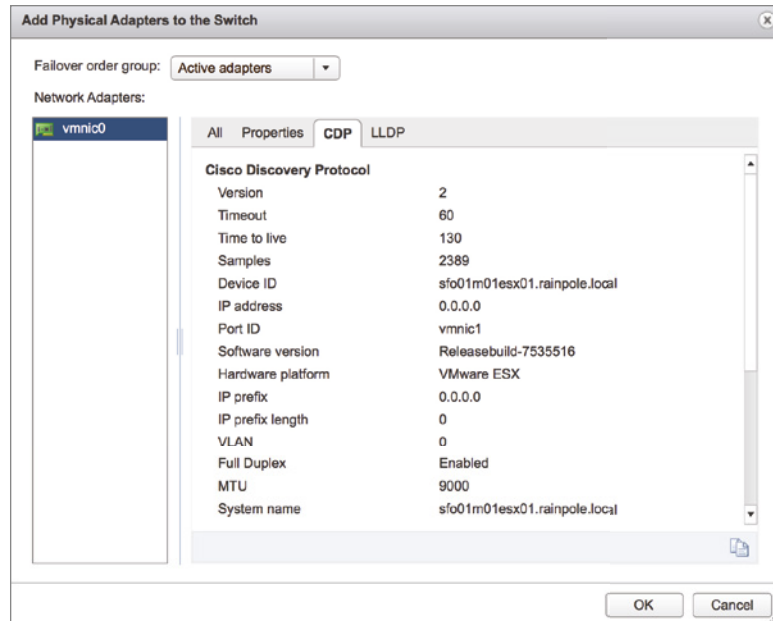 Add Physical Adapters to the Switch
Failover order group: Active adapters
Network Adapters:
vmnic0
All Properties CDP LLDP
Cisco Discovery Protocol
Version 2
Timeout 60
Time to live 130
Samples 2389
Device ID sfo01m01esx01.rainpole.local
IP address 0.0.0.0
Port ID vmnic1
Software version Releasebuild-7535516
Hardware platform VMware ESX
IP prefix 0.0.0.0
IP prefix length 0
VLAN 0
Full Duplex Enabled
MTU 9000
System name sfo01m01esx01.rainpole.local
OK Cancel